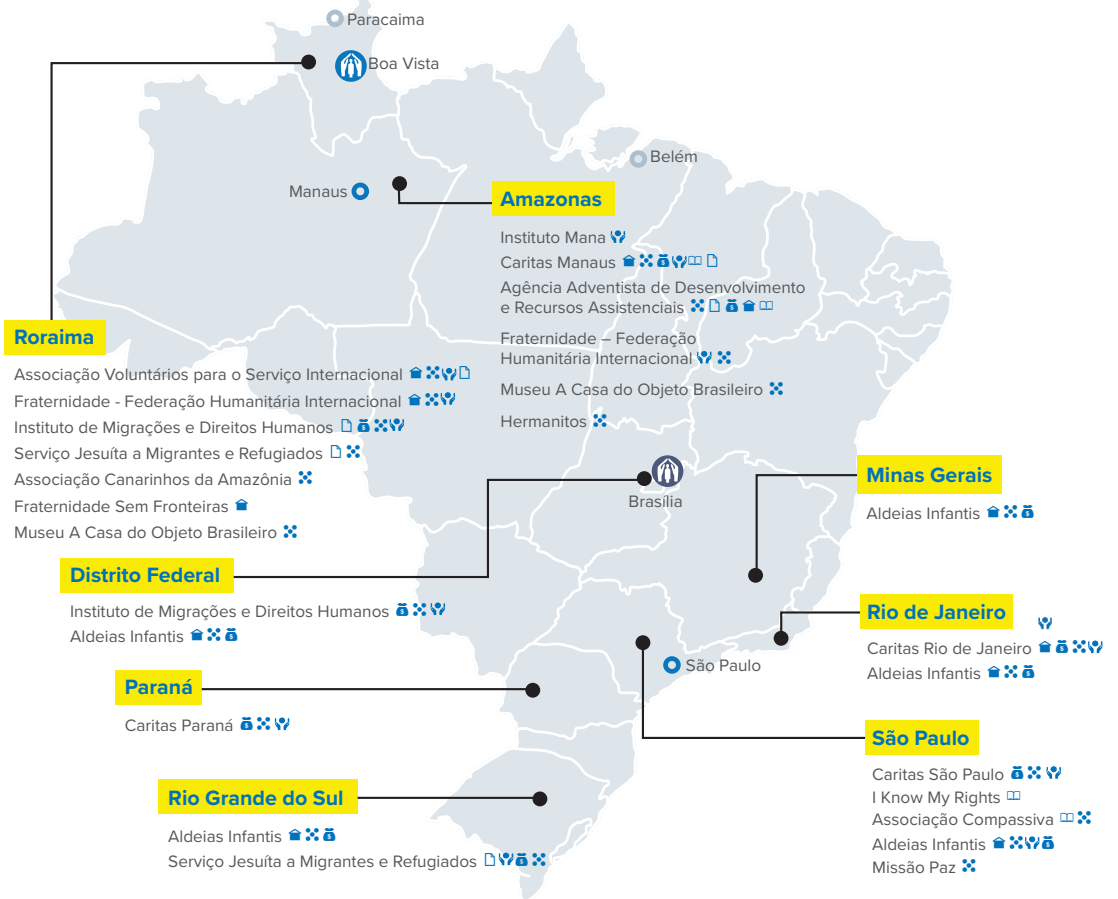 Paracaima
Boa Vista
Belém
Manaus
Amazonas
Instituto Mana
Caritas Manaus
Agência Adventista de Desenvolvimento
e Recursos Assistenciais
Fraternidade – Federação
Humanitária Internacional
Museu A Casa do Objeto Brasileiro
Hermanitos
Roraima
Associação Voluntários para o Serviço Internacional
Fraternidade - Federação Humanitária Internacional
Instituto de Migrações e Direitos Humanos
Serviço Jesuíta a Migrantes e Refugiados
Associação Canarinhos da Amazônia
Fraternidade Sem Fronteiras
Museu A Casa do Objeto Brasileiro
Brasília
Minas Gerais
Aldeias Infantis
Distrito Federal
Instituto de Migrações e Direitos Humanos
Aldeias Infantis
Rio de Janeiro
Caritas Rio de Janeiro
Aldeias Infantis
São Paulo
Paraná
Caritas Paraná
São Paulo
Caritas São Paulo
I Know My Rights
Associação Compassiva
Aldeias Infantis
Missão Paz
Rio Grande do Sul
Aldeias Infantis
Serviço Jesuíta a Migrantes e Refugiados